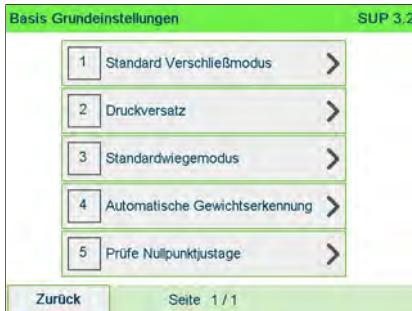 Basis Grundeinstellungen SUP 3.2
1 Standard Verschließmodus
2 Druckversatz
3 Standardwiegemodus
4 Automatische Gewichtserkennung
5 Prüfe Nullpunktjustage
Zurück Seite 1/1